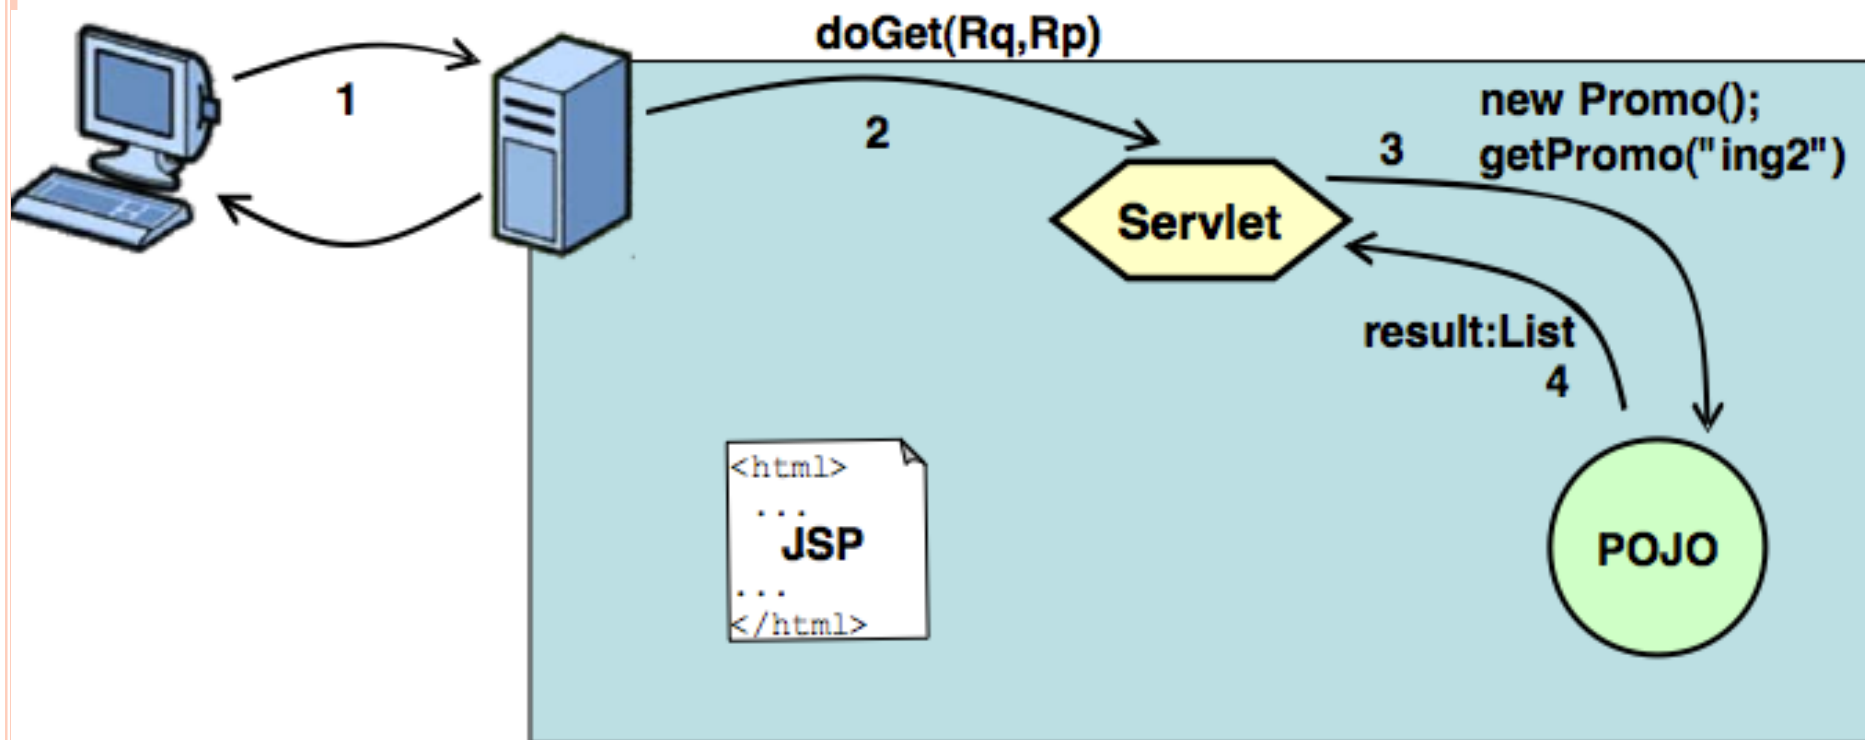 doGet(Rq,Rp)
1
2
new Promo();
getPromo("ing2")
3
Servlet
result:List
4
<html>
...
JSP
...
</html>
POJO